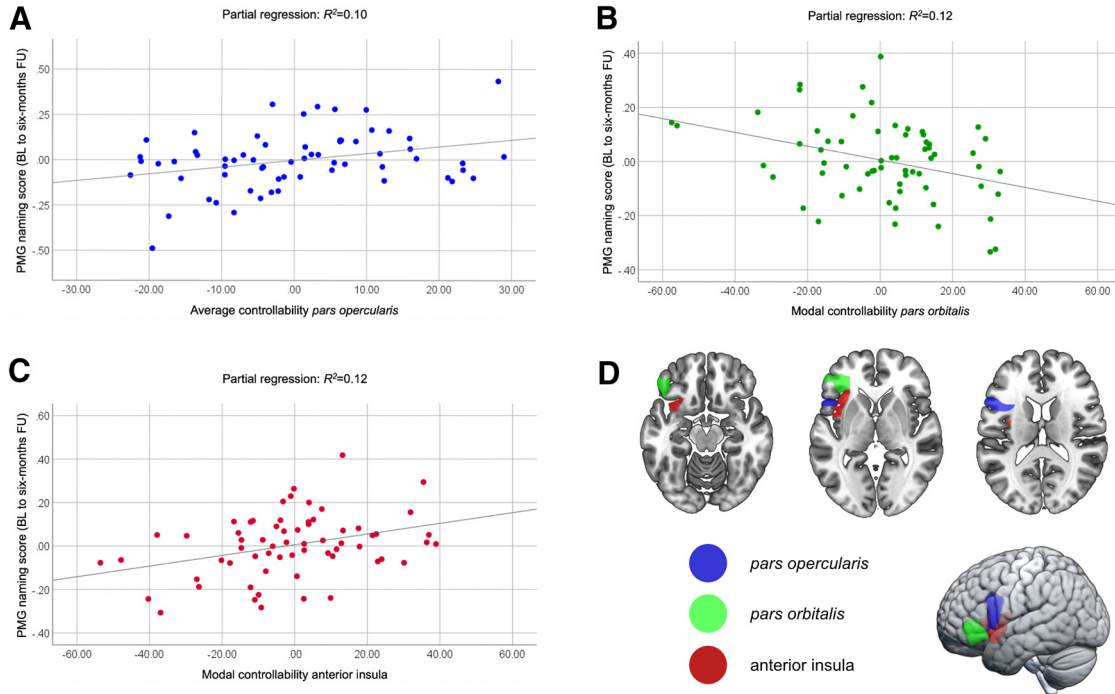 A
Partial regression: R²=0.10
PMG naming score (BL to six-months FU)
.50
.25
.00
-.25
-.50
-30.00 -20.00 -10.00 .00 10.00 20.00 30.00
Average controllability pars opercularis
B
Partial regression: R²=0.12
PMG naming score (BL to six-months FU)
.40
.20
.00
-.20
-.40
-60.00 -40.00 -20.00 .00 20.00 40.00 60.00
Modal controllability pars orbitalis
C
Partial regression: R²=0.12
PMG naming score (BL to six-months FU)
.60
.40
.20
.00
-.20
-.40
-60.00 -40.00 -20.00 .00 20.00 40.00 60.00
Modal controllability anterior insula
D
pars opercularis
pars orbitalis
anterior insula